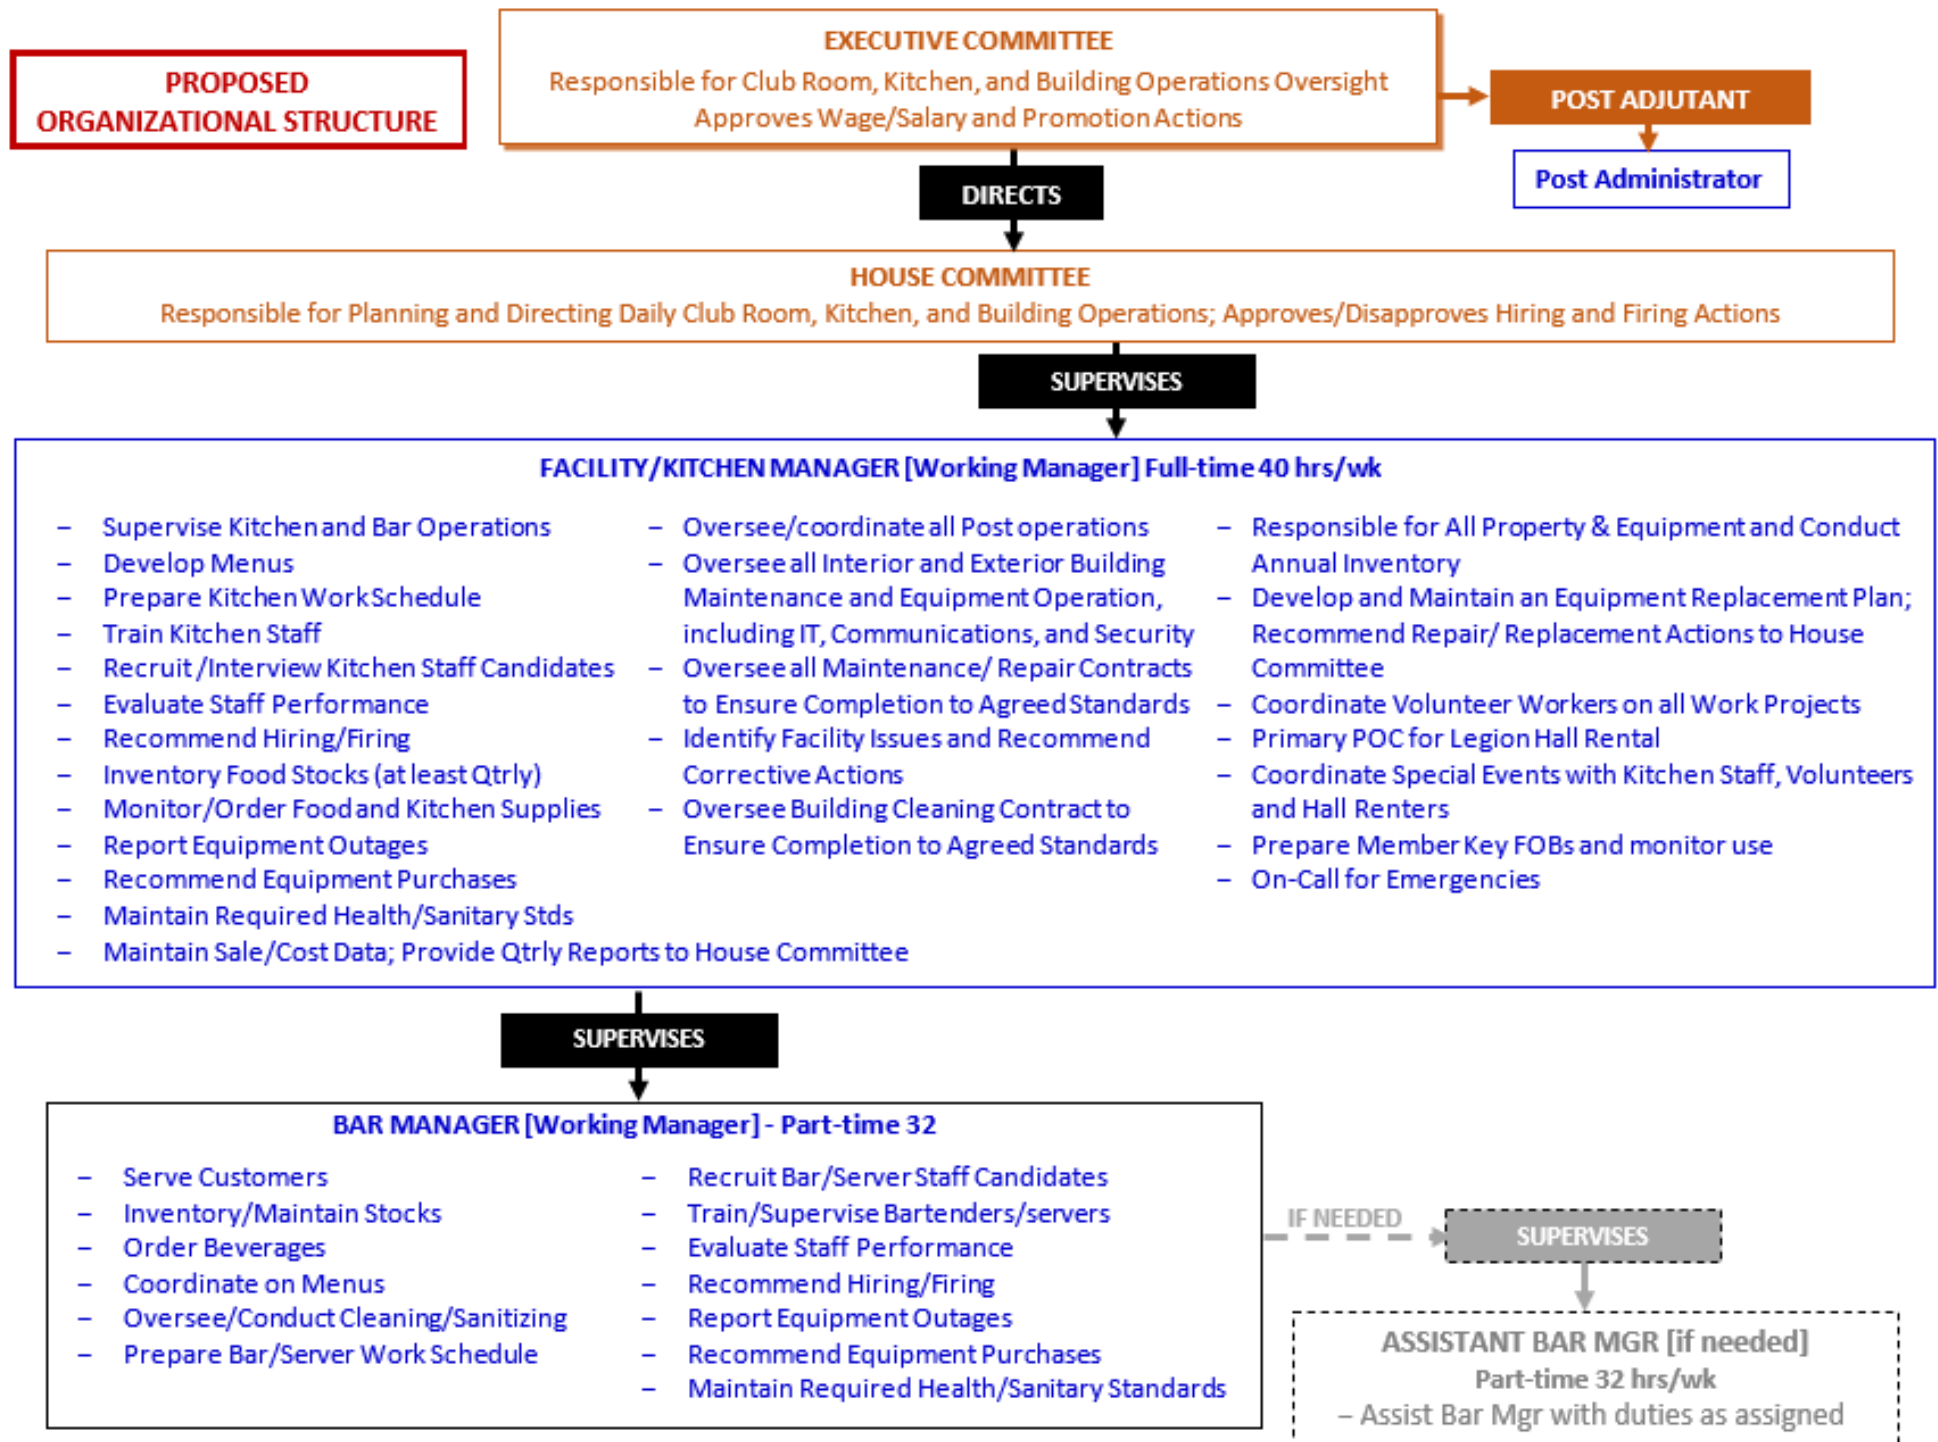 PROPOSED
ORGANIZATIONAL STRUCTURE
EXECUTIVE COMMITTEE
Responsible for Club Room, Kitchen, and Building Operations Oversight
Approves Wage/Salary and Promotion Actions
POST ADJUTANT
Post Administrator
DIRECTS
HOUSE COMMITTEE
Responsible for Planning and Directing Daily Club Room, Kitchen, and Building Operations; Approves/Disapproves Hiring and Firing Actions
SUPERVISES
FACILITY/KITCHEN MANAGER [Working Manager] Full-time 40 hrs/wk
– Supervise Kitchen and Bar Operations
– Develop Menus
– Prepare Kitchen Work Schedule
– Train Kitchen Staff
– Recruit /Interview Kitchen Staff Candidates
– Evaluate Staff Performance
– Recommend Hiring/Firing
– Inventory Food Stocks (at least Qtrly)
– Monitor/Order Food and Kitchen Supplies
– Report Equipment Outages
– Recommend Equipment Purchases
– Maintain Required Health/Sanitary Stds
– Maintain Sale/Cost Data; Provide Qtrly Reports to House Committee
– Oversee/coordinate all Post operations
– Oversee all Interior and Exterior Building
Maintenance and Equipment Operation,
including IT, Communications, and Security
– Oversee all Maintenance/ Repair Contracts
to Ensure Completion to Agreed Standards
– Identify Facility Issues and Recommend
Corrective Actions
– Oversee Building Cleaning Contract to
Ensure Completion to Agreed Standards
– Responsible for All Property & Equipment and Conduct
Annual Inventory
– Develop and Maintain an Equipment Replacement Plan;
Recommend Repair/ Replacement Actions to House
Committee
– Coordinate Volunteer Workers on all Work Projects
– Primary POC for Legion Hall Rental
– Coordinate Special Events with Kitchen Staff, Volunteers
and Hall Renters
– Prepare Member Key FOBs and monitor use
– On-Call for Emergencies
SUPERVISES
BAR MANAGER [Working Manager] - Part-time 32
– Serve Customers
– Inventory/Maintain Stocks
– Order Beverages
– Coordinate on Menus
– Oversee/Conduct Cleaning/Sanitizing
– Prepare Bar/Server Work Schedule
– Recruit Bar/Server Staff Candidates
– Train/Supervise Bartenders/servers
– Evaluate Staff Performance
– Recommend Hiring/Firing
– Report Equipment Outages
– Recommend Equipment Purchases
– Maintain Required Health/Sanitary Standards
IF NEEDED
SUPERVISES
ASSISTANT BAR MGR [if needed]
Part-time 32 hrs/wk
– Assist Bar Mgr with duties as assigned